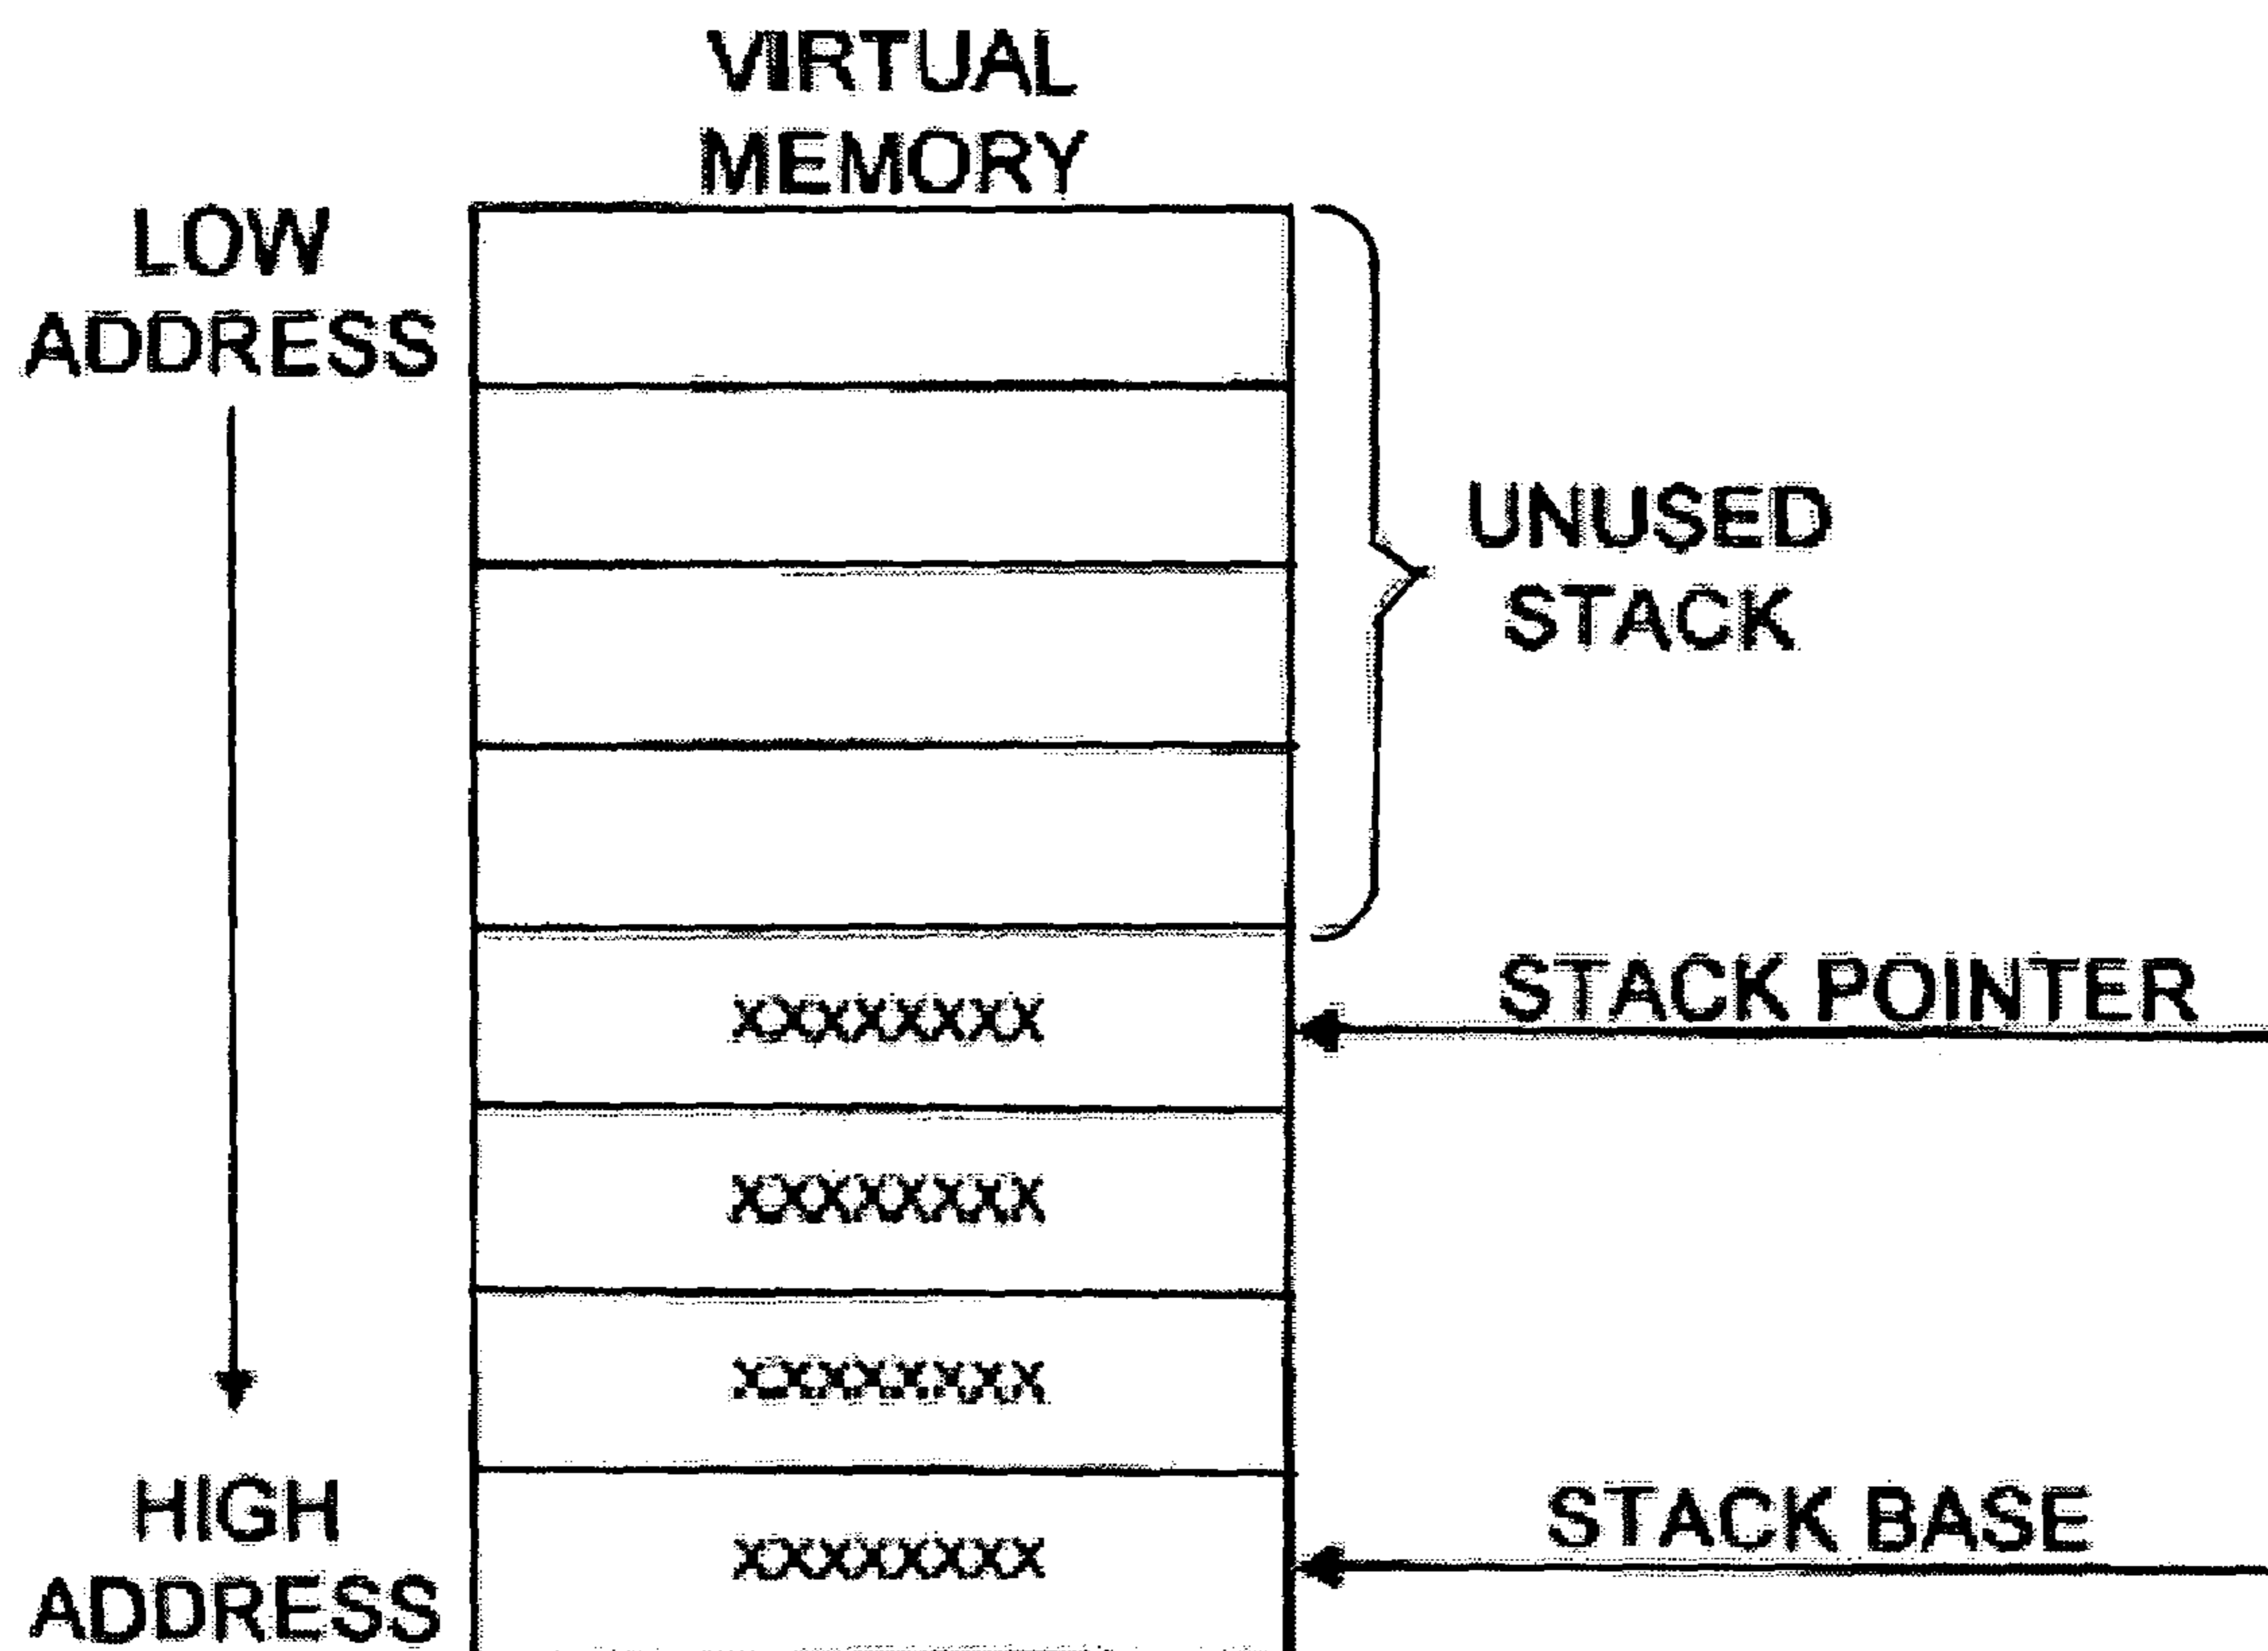 VIRTUAL
MEMORY
LOW
ADDRESS
UNUSED
STACK
STACK POINTER
XXXXXXXX
XXXXXXXX
XXXXXXXX
STACK BASE
XXXXXXXX
HIGH
ADDRESS